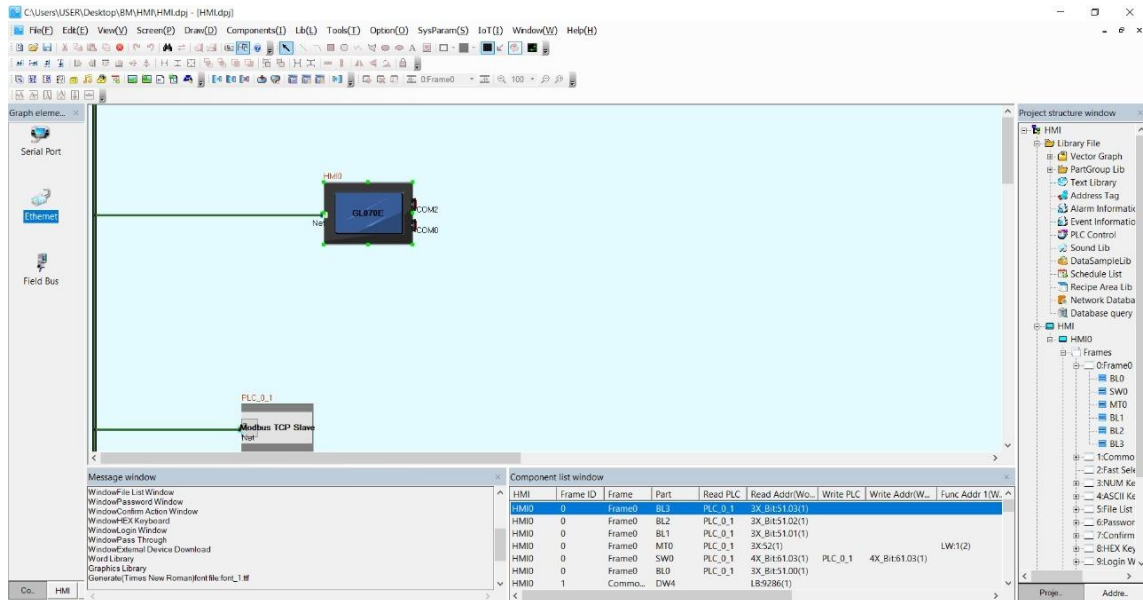 C:\Users\USER\Desktop\BM\HMI\HMI.dpj - [HMI.dpj]
File(F) Edit(E) View(V) Screen(P) Draw(D) Components(I) Lib(L) Tools(T) Option(O) SysParam(S) IoT(I) Window(W) Help(H)
0:Frame0 100
Graph eleme...
Serial Port
Ethernet
Field Bus
Co.. HMI
HMI0
GL070E
Net
COM2
COM0
PLC_0_1
Modbus TCP Slave
Net
Message window
WindowFile List Window
WindowPassword Window
WindowConfirm Action Window
WindowHEX Keyboard
WindowLogin Window
WindowPass Through
WindowExternal Device Download
Word Library
Graphics Library
Generate(Times New Roman)fontfile:font_1.ttf
Component list window
HMI Frame ID Frame Part Read PLC Read Addr(Wo... Write PLC Write Addr(W... Func Addr 1(W.
HMI0 0 Frame0 BL3 PLC_0_1 3X_Bit:51.03(1)
HMI0 0 Frame0 BL2 PLC_0_1 3X_Bit:51.02(1)
HMI0 0 Frame0 BL1 PLC_0_1 3X_Bit:51.01(1)
HMI0 0 Frame0 MT0 PLC_0_1 3X:52(1) LW:1(2)
HMI0 0 Frame0 SW0 PLC_0_1 4X_Bit:61.03(1) PLC_0_1 4X_Bit:61.03(1)
HMI0 0 Frame0 BL0 PLC_0_1 3X_Bit:51.00(1)
HMI0 1 Commo... DW4 LB:9286(1)
Project structure window
HMI
Library File
Vector Graph
PartGroup Lib
Text Library
Address Tag
Alarm Informatic
Event Informatio
PLC Control
Sound Lib
DataSampleLib
Schedule List
Recipe Area Lib
Network Databa
Database query
HMI
HMI0
Frames
0:Frame0
BL0
SW0
MT0
BL1
BL2
BL3
1:Commo
2:Fast Sele
3:NUM Ke
4:ASCII Ke
5:File List
6:Passwor
7:Confirm
8:HEX Key
9:Login W
Proje.. Addre..